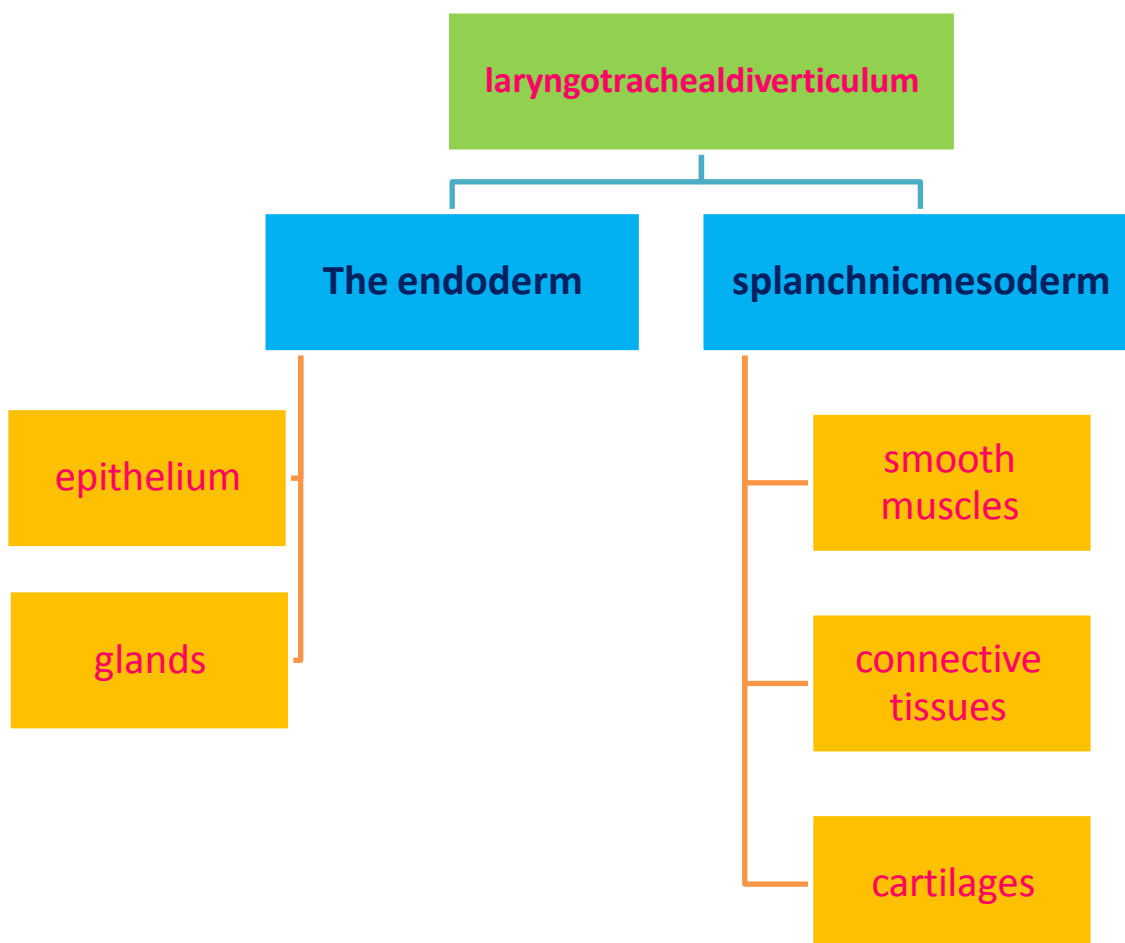 laryngotrachealdiverticulum
The endoderm
splanchnicmesoderm
epithelium
glands
smooth
muscles
connective
tissues
cartilages